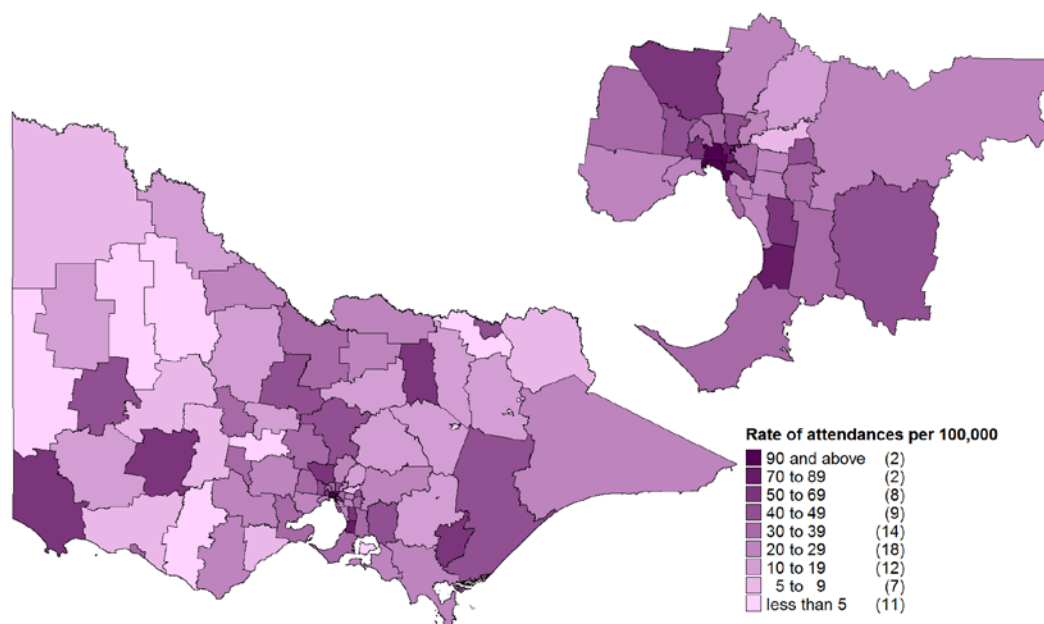 Rate of attendances per 100,000
90 and above (2)
70 to 89 (2)
50 to 69 (8)
40 to 49 (9)
30 to 39 (14)
20 to 29 (18)
10 to 19 (12)
5 to 9 (7)
less than 5 (11)